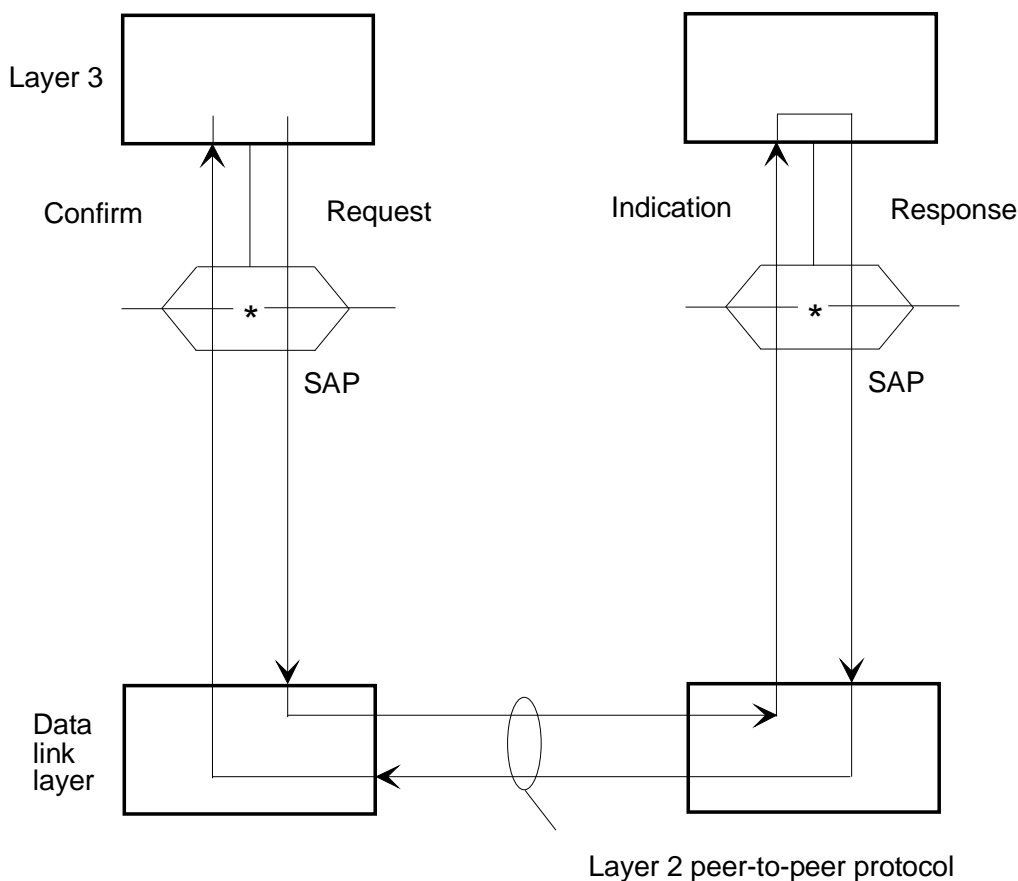 Layer 3
Confirm
Request
Indication
Response
*
*
SAP
SAP
Data
link
layer
Layer 2 peer-to-peer protocol